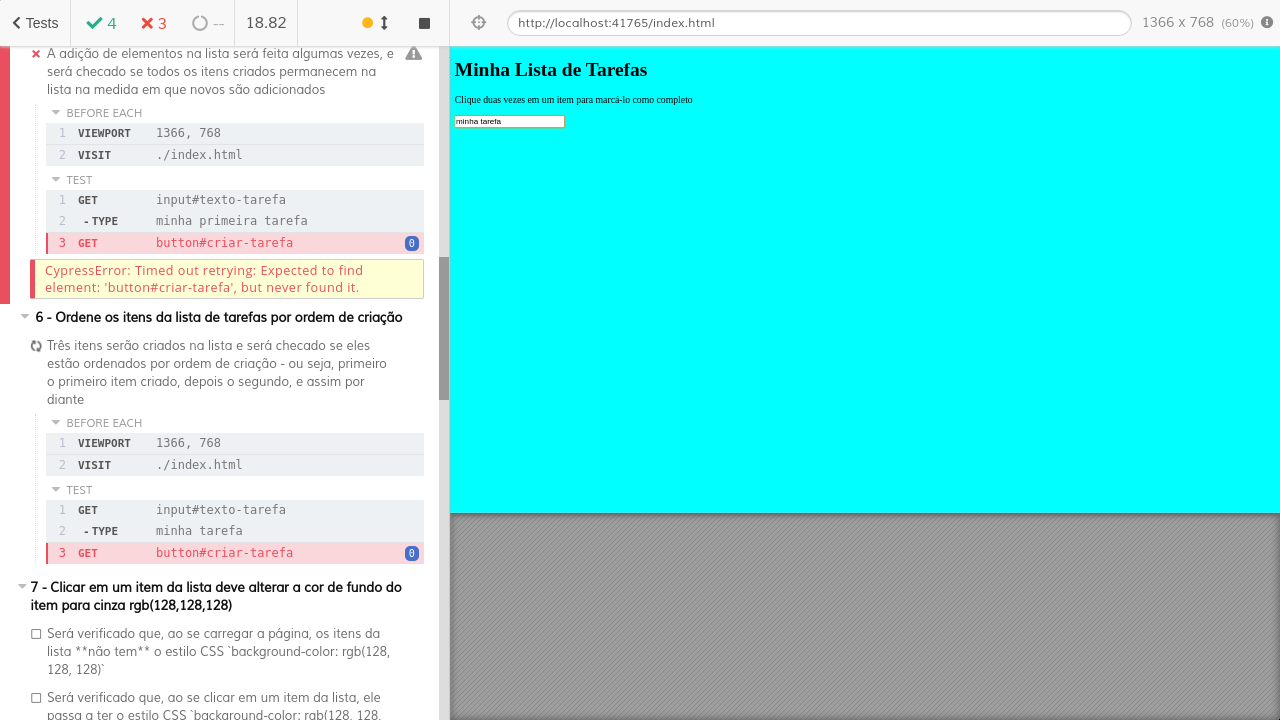 Tests 4 3 -- 18.82
http://localhost:41765/index.html 1366 x 768 (60%)
A adição de elementos na lista será feita algumas vezes, e
será checado se todos os itens criados permanecem na
lista na medida em que novos são adicionados
BEFORE EACH
1 VIEWPORT 1366, 768
2 VISIT ./index.html
TEST
1 GET input#texto-tarefa
2 -TYPE minha primeira tarefa
3 GET button#criar-tarefa 0
CypressError: Timed out retrying: Expected to find
element: 'button#criar-tarefa', but never found it.
6 - Ordene os itens da lista de tarefas por ordem de criação
Três itens serão criados na lista e será checado se eles
estão ordenados por ordem de criação - ou seja, primeiro
o primeiro item criado, depois o segundo, e assim por
diante
BEFORE EACH
1 VIEWPORT 1366, 768
2 VISIT ./index.html
TEST
1 GET input#texto-tarefa
2 -TYPE minha tarefa
3 GET button#criar-tarefa 0
7 - Clicar em um item da lista deve alterar a cor de fundo do
item para cinza rgb(128,128,128)
Será verificado que, ao se carregar a página, os itens da
lista **não tem** o estilo CSS `background-color: rgb(128,
128, 128)`
Será verificado que, ao se clicar em um item da lista, ele
passa a ter o estilo CSS `background-color: rgb(128, 128,
Minha Lista de Tarefas
Clique duas vezes em um item para marcá-lo como completo
minha tarefa